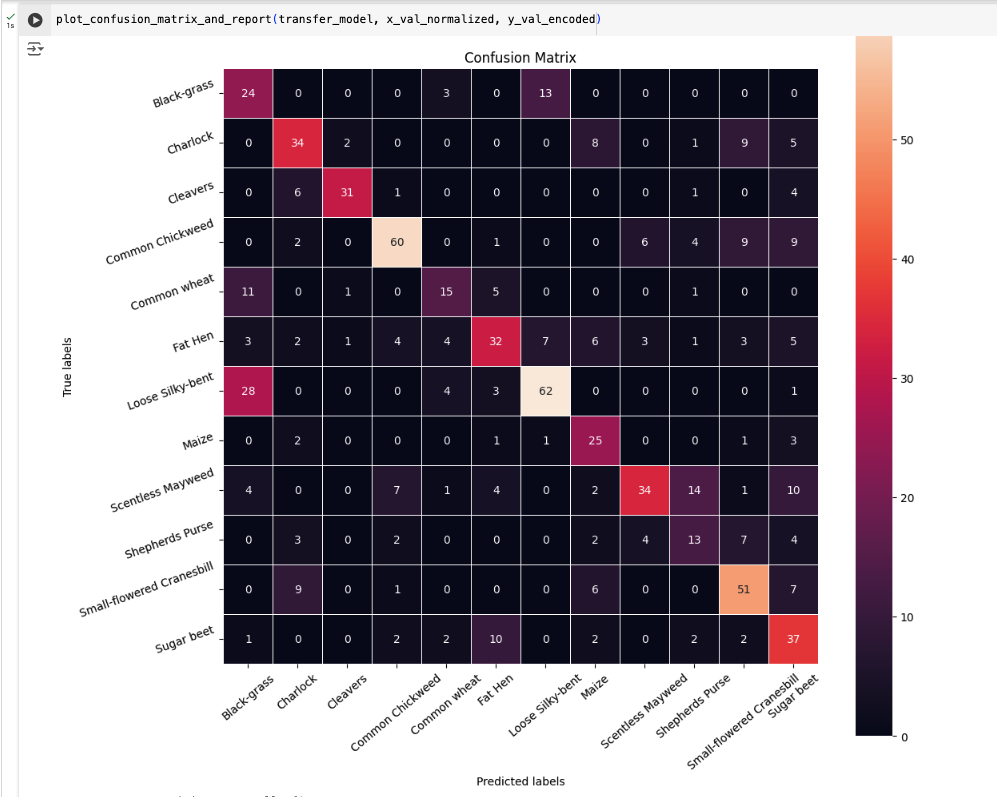 plot_confusion_matrix_and_report(transfer_model, x_val_normalized, y_val_encoded)
1s
Confusion Matrix
Black-grass 24 0 0 0 3 0 13 0 0 0 0 0
Charlock 0 34 2 0 0 0 0 8 0 1 9 5
Cleavers 0 6 31 1 0 0 0 0 0 1 0 4
Common Chickweed 0 2 0 60 0 1 0 0 6 4 9 9
Common wheat 11 0 1 0 15 5 0 0 0 1 0 0
Fat Hen 3 2 1 4 4 32 7 6 3 1 3 5
Loose Silky-bent 28 0 0 0 4 3 62 0 0 0 0 1
Maize 0 2 0 0 0 1 1 25 0 0 1 3
Scentless Mayweed 4 0 0 7 1 4 0 2 34 14 1 10
Shepherds Purse 0 3 0 2 0 0 0 2 4 13 7 4
Small-flowered Cranesbill 0 9 0 1 0 0 0 6 0 0 51 7
Sugar beet 1 0 0 2 2 10 0 2 0 2 2 37
True labels
Black-grass Charlock Cleavers Common Chickweed Common wheat Fat Hen Loose Silky-bent Maize Scentless Mayweed Shepherds Purse Small-flowered Cranesbill Sugar beet
Predicted labels
50
40
30
20
10
0